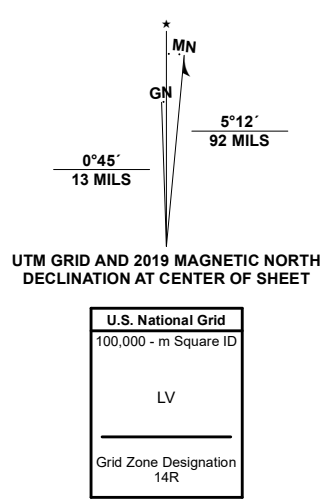 ★
MN
GN
5°12´
92 MILS
0°45´
13 MILS
UTM GRID AND 2019 MAGNETIC NORTH
DECLINATION AT CENTER OF SHEET
U.S. National Grid
100,000 - m Square ID
LV
Grid Zone Designation
14R